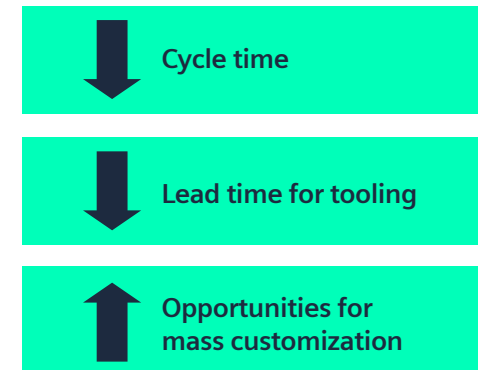 Cycle time
Lead time for tooling
Opportunities for
mass customization